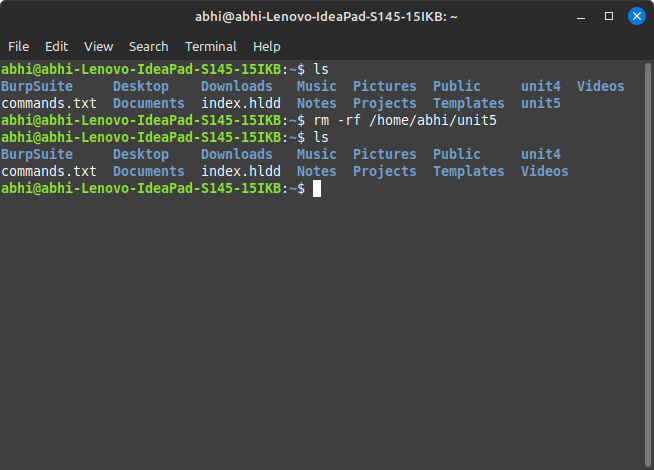 abhi@abhi-Lenovo-IdeaPad-S145-15IKB: ~
File Edit View Search Terminal Help
abhi@abhi-Lenovo-IdeaPad-S145-15IKB:~$ ls
BurpSuite Desktop Downloads Music Pictures Public unit4 Videos
commands.txt Documents index.hldd Notes Projects Templates unit5
abhi@abhi-Lenovo-IdeaPad-S145-15IKB:~$ rm -rf /home/abhi/unit5
abhi@abhi-Lenovo-IdeaPad-S145-15IKB:~$ ls
BurpSuite Desktop Downloads Music Pictures Public unit4
commands.txt Documents index.hldd Notes Projects Templates Videos
abhi@abhi-Lenovo-IdeaPad-S145-15IKB:~$